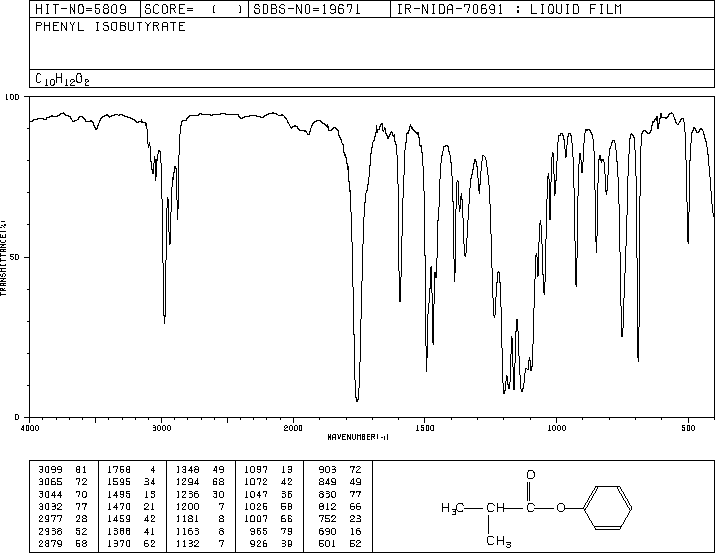 HIT-NO=5809 SCORE= ( ) SDBS-NO=19671 IR-NIDA-70691 : LIQUID FILM
PHENYL ISOBUTYRATE
C10H12O2
100
50
0
TRANSMITTANCE(%)
4000 3000 2000 1500 1000 500
WAVENUMBER(-1)
3099 81 1758 4 1348 49 1097 13 903 72
3065 72 1595 34 1294 68 1072 42 849 49
3044 70 1495 13 1236 30 1047 36 830 77
3032 77 1470 21 1200 7 1026 58 812 66
2977 28 1459 42 1181 8 1007 66 752 23
2938 52 1388 41 1163 8 965 79 690 16
2879 58 1370 62 1132 7 926 39 501 52
O
H3C CH C O
CH3